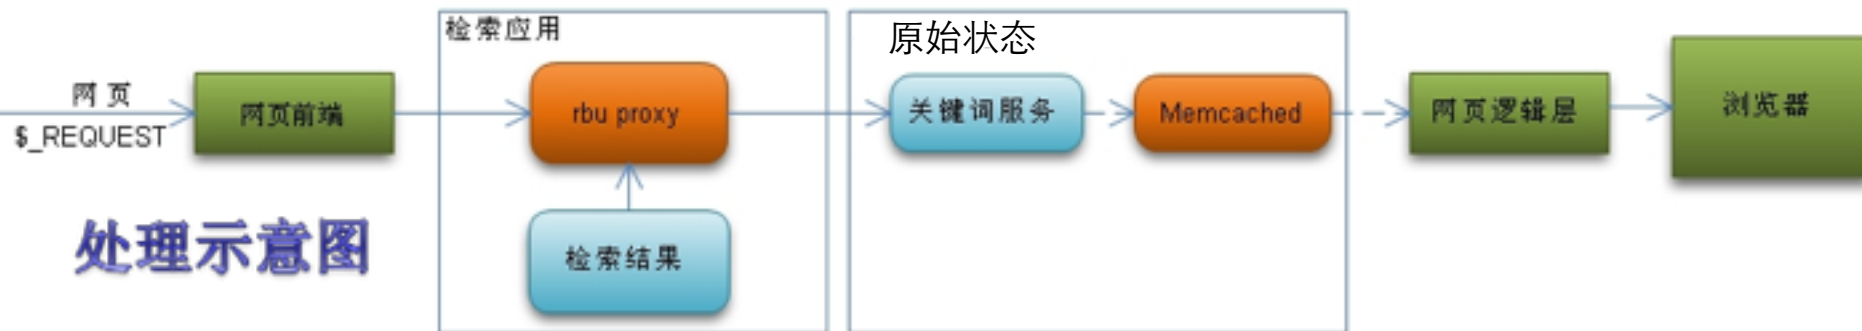 检索应用
原始状态
网页
$_REQUEST
网页前端
rbu proxy
关键词服务
Memcached
网页逻辑层
浏览器
检索结果
处理示意图